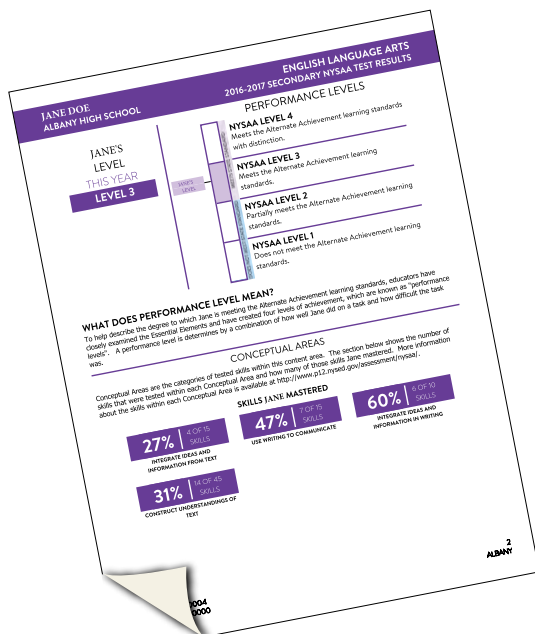 JANE DOE
ALBANY HIGH SCHOOL
ENGLISH LANGUAGE ARTS
2016-2017 SECONDARY NYSAA TEST RESULTS
JANE'S
LEVEL
THIS YEAR
LEVEL 3
JANE'S
LEVEL
PERFORMANCE LEVELS
NYSAA LEVEL 4
Meets the Alternate Achievement learning standards
with distinction.
NYSAA LEVEL 3
Meets the Alternate Achievement learning
standards.
NYSAA LEVEL 2
Partially meets the Alternate Achievement learning
standards.
NYSAA LEVEL 1
Does not meet the Alternate Achievement learning
standards.
WHAT DOES PERFORMANCE LEVEL MEAN?
To help describe the degree to which Jane is meeting the Alternate Achievement learning standards, educators have
closely examined the Essential Elements and have created four levels of achievement, which are known as "performance
levels". A performance level is determines by a combination of how well Jane did on a task and how difficult the task
was.
CONCEPTUAL AREAS
Conceptual Areas are the categories of tested skills within this content area. The section below shows the number of
skills that were tested within each Conceptual Area and how many of those skills Jane mastered. More information
about the skills within each Conceptual Area is available at http://www.p12.nysed.gov/assessment/nysaa/.
SKILLS JANE MASTERED
27% 4 OF 15 SKILLS
INTEGRATE IDEAS AND
INFORMATION FROM TEXT
47% 7 OF 15 SKILLS
USE WRITING TO COMMUNICATE
60% 6 OF 10 SKILLS
INTEGRATE IDEAS AND
INFORMATION IN WRITING
31% 14 OF 45 SKILLS
CONSTRUCT UNDERSTANDINGS OF
TEXT
2
ALBANY
0004
0000